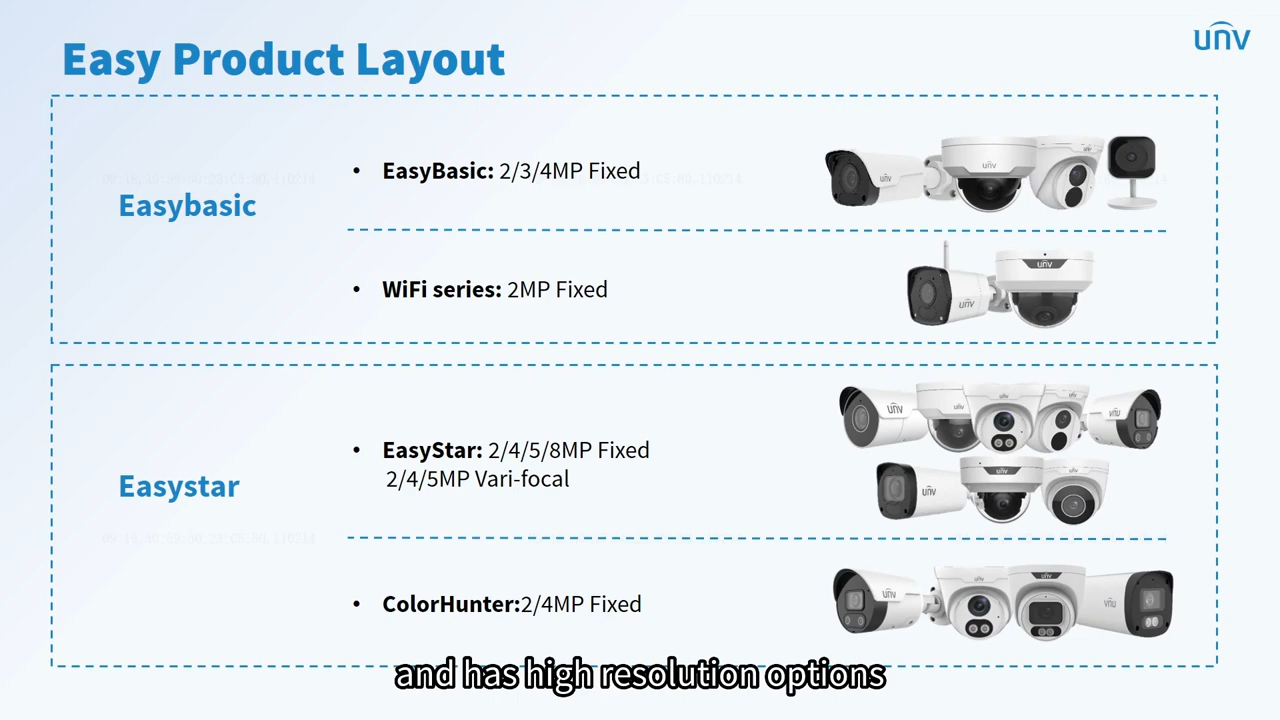 Easy Product Layout
unv
Easybasic
• EasyBasic: 2/3/4MP Fixed
• WiFi series: 2MP Fixed
Easystar
• EasyStar: 2/4/5/8MP Fixed
2/4/5MP Vari-focal
• ColorHunter:2/4MP Fixed
and has high resolution options